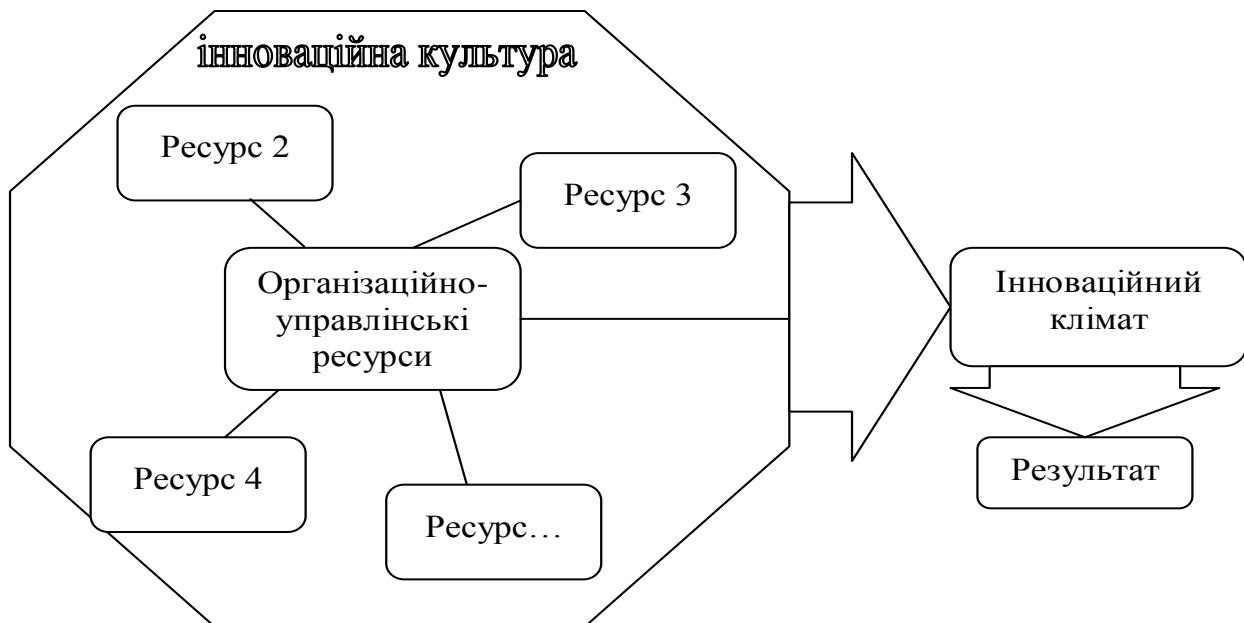 інноваційна культура
Ресурс 2
Ресурс 3
Організаційно-
управлінські
ресурси
Ресурс 4
Ресурс…
Інноваційний
клімат
Результат